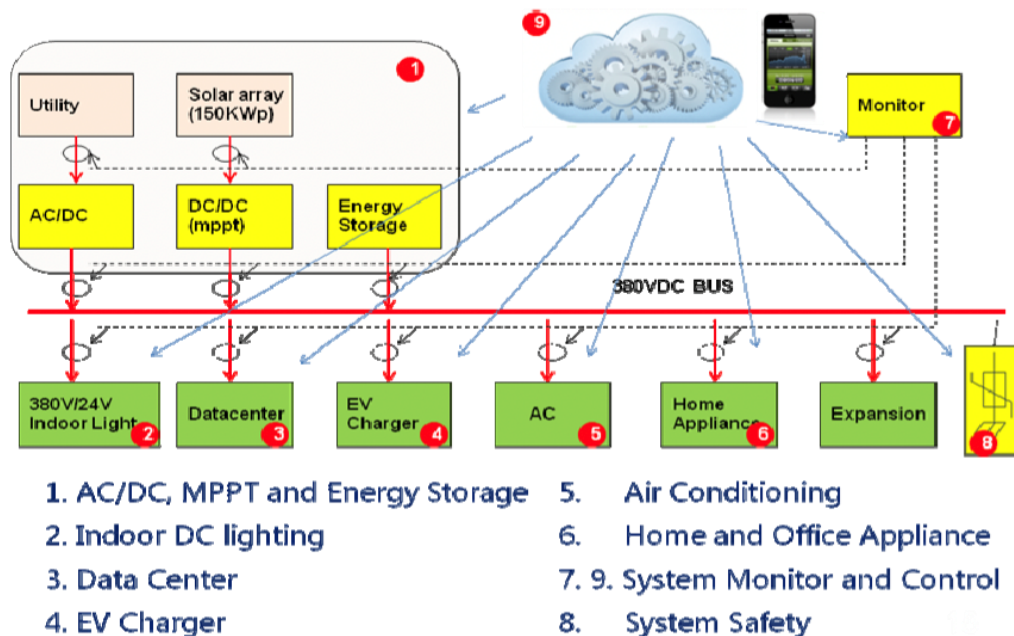 9
1
Utility
Solar array
(150KWp)
Monitor
7
AC/DC
DC/DC
(mppt)
Energy
Storage
380VDC BUS
380V/24V
Indoor Light
2
Datacenter
3
EV
Charger
4
AC
5
Home
Appliance
6
Expansion
8
1. AC/DC, MPPT and Energy Storage
2. Indoor DC lighting
3. Data Center
4. EV Charger
5. Air Conditioning
6. Home and Office Appliance
7. 9. System Monitor and Control
8. System Safety